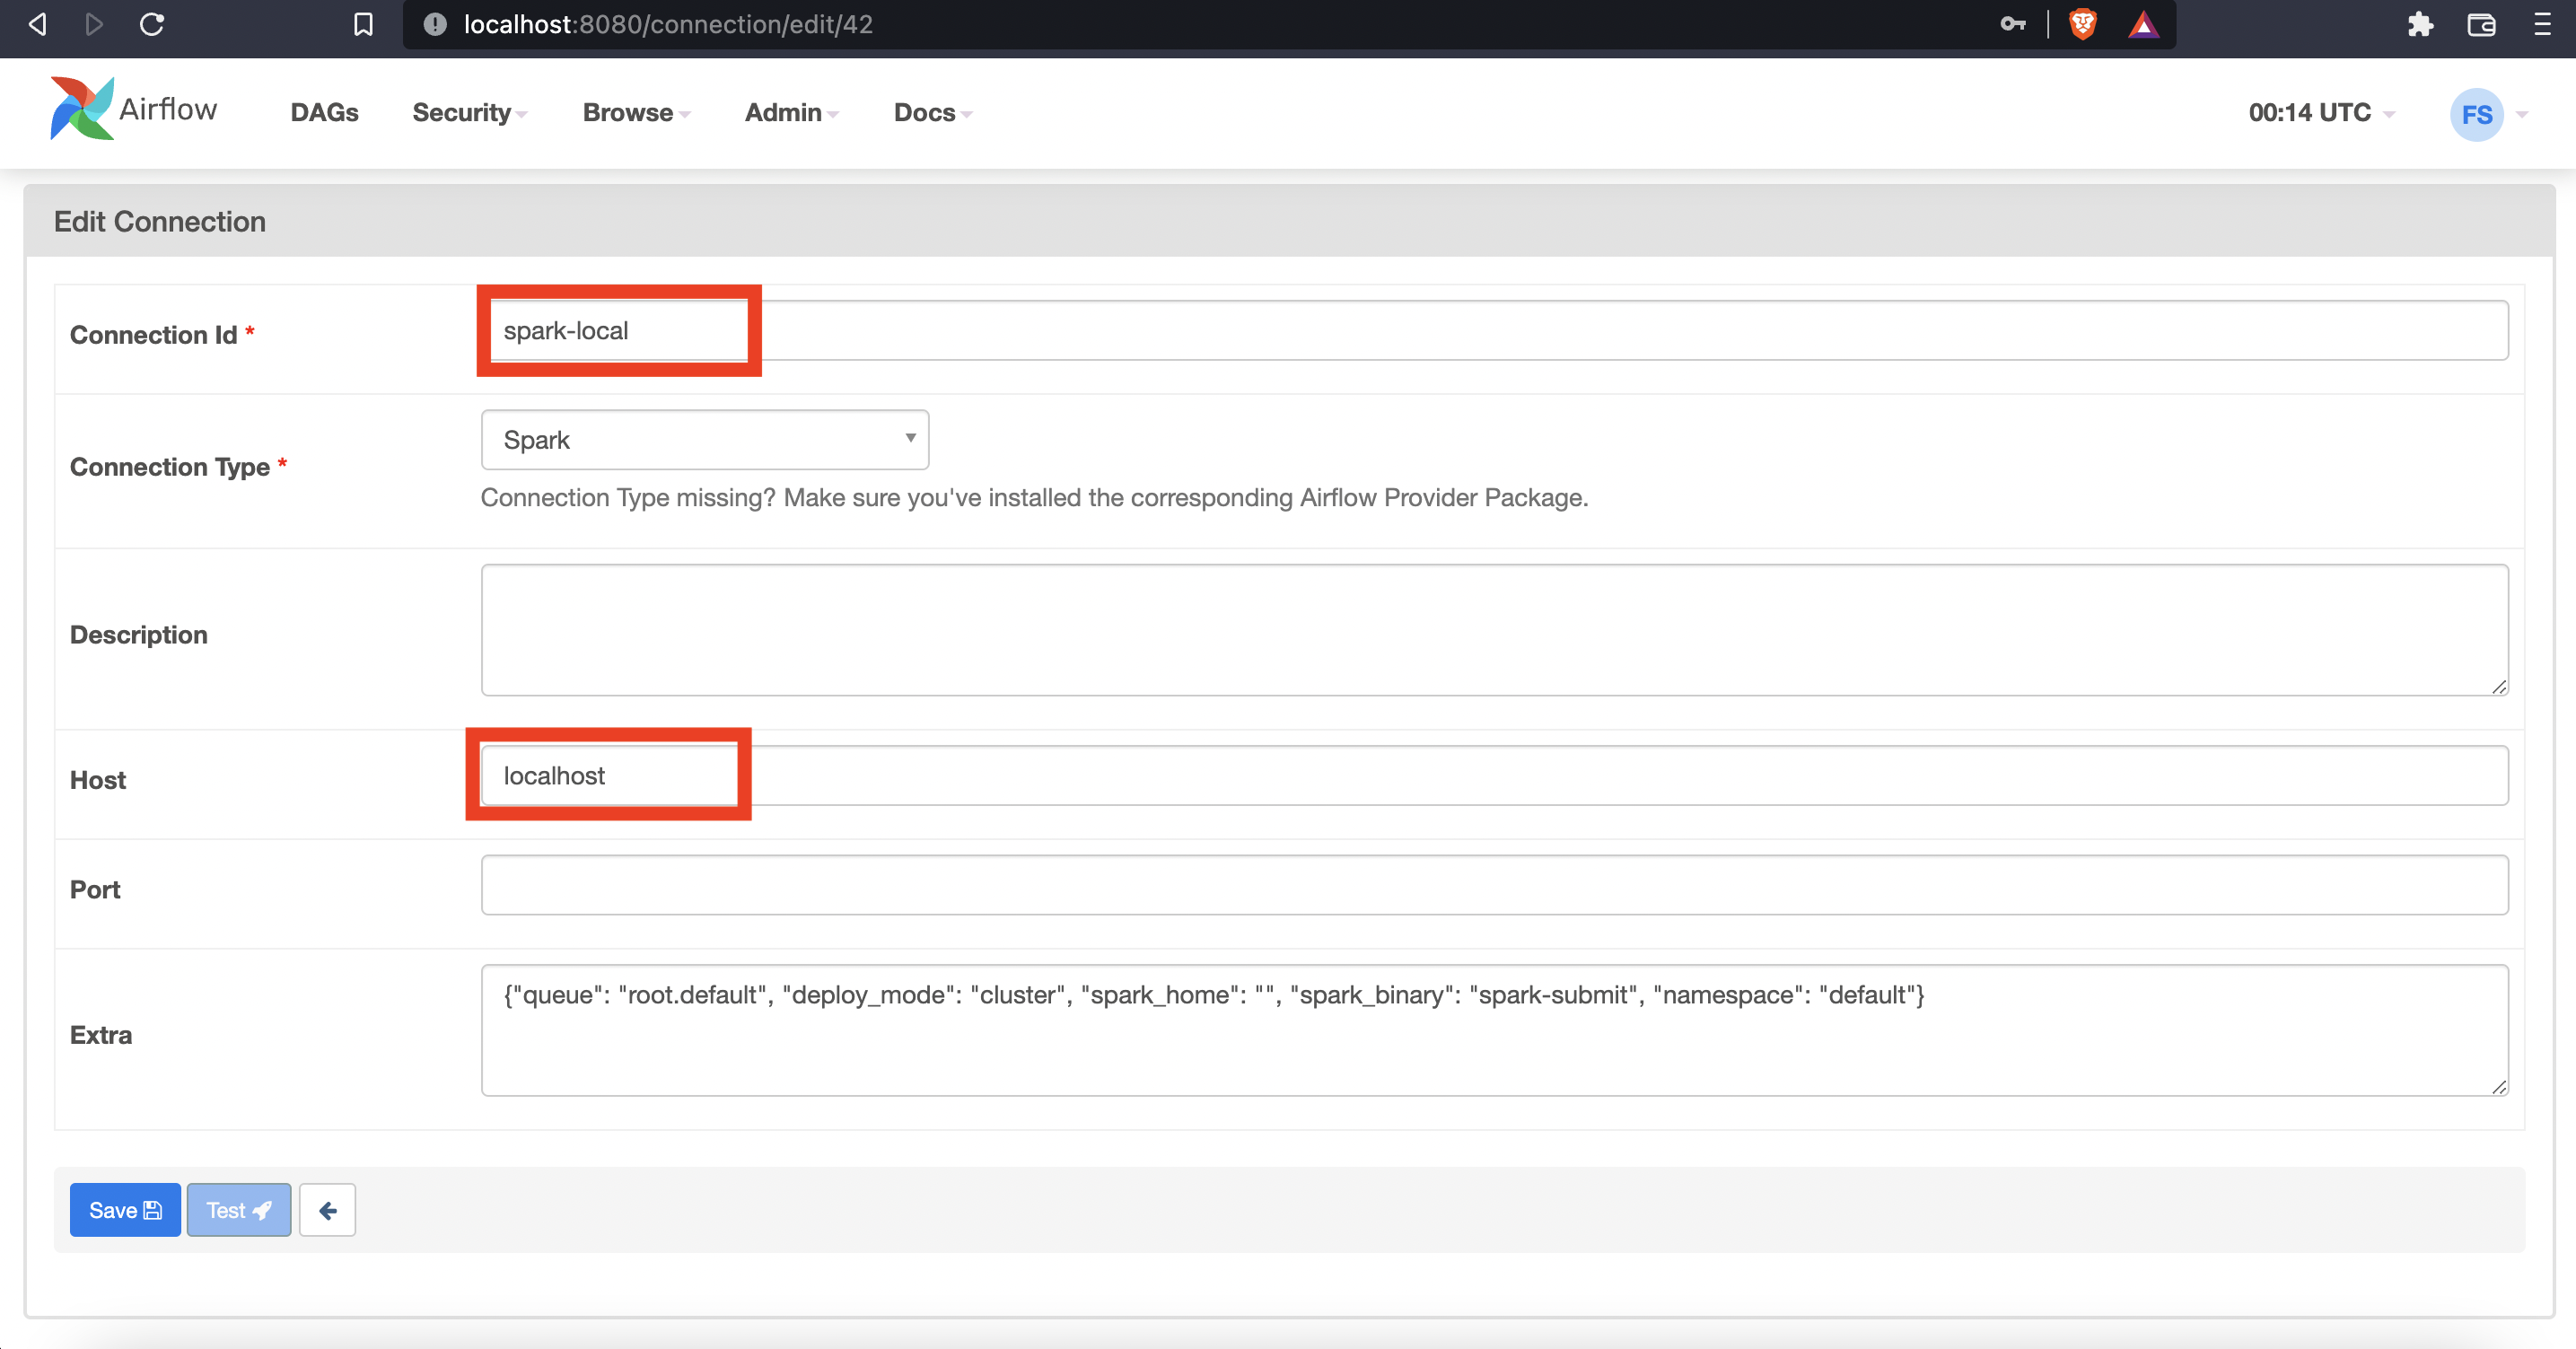 localhost:8080/connection/edit/42
Airflow DAGs Security Browse Admin Docs 00:14 UTC FS
Edit Connection
Connection Id * spark-local
Connection Type * Spark
Connection Type missing? Make sure you've installed the corresponding Airflow Provider Package.
Description
Host localhost
Port
Extra {"queue": "root.default", "deploy_mode": "cluster", "spark_home": "", "spark_binary": "spark-submit", "namespace": "default"}
Save Test